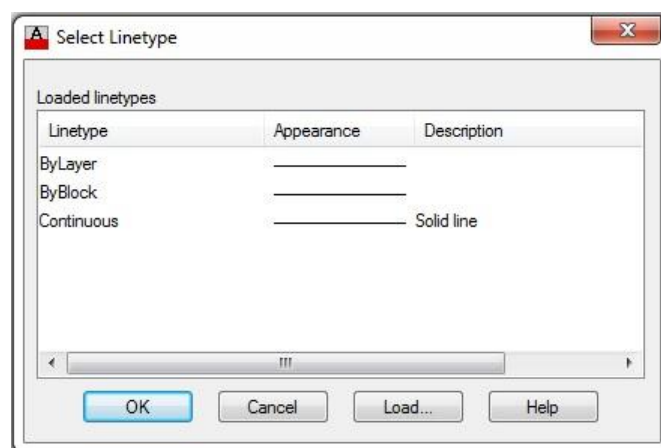 A Select Linetype X
Loaded linetypes
Linetype Appearance Description
ByLayer
ByBlock
Continuous Solid line
OK Cancel Load... Help